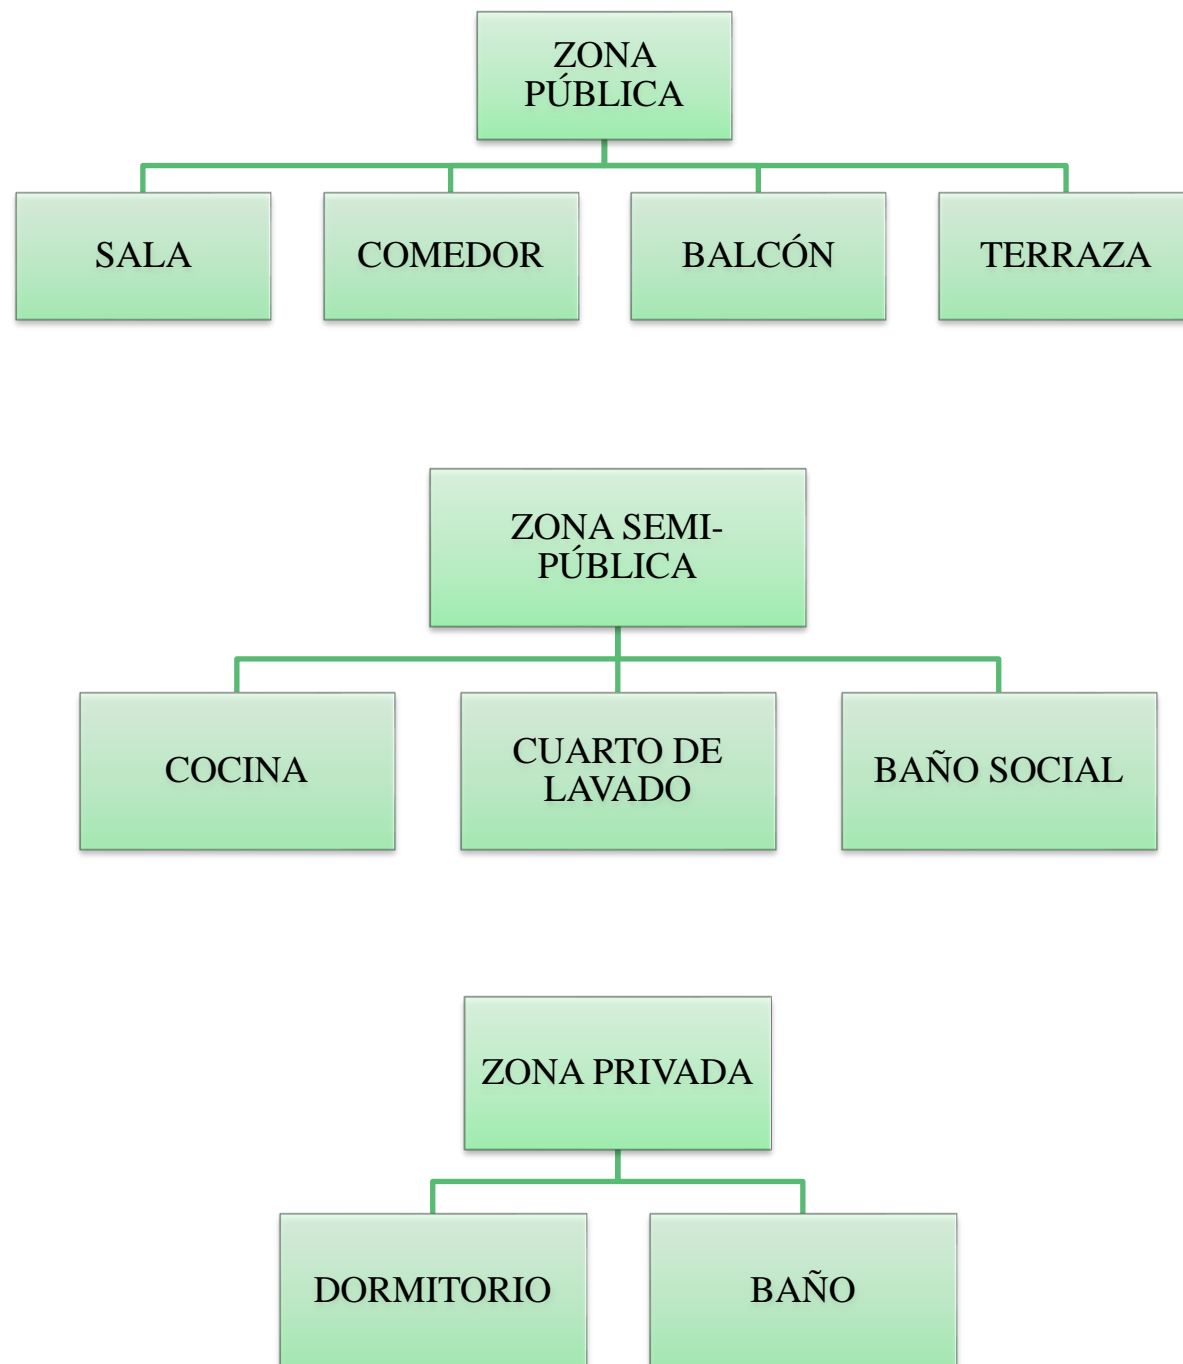 ZONA
PÚBLICA
SALA
COMEDOR
BALCÓN
TERRAZA
ZONA SEMI-
PÚBLICA
COCINA
CUARTO DE
LAVADO
BAÑO SOCIAL
ZONA PRIVADA
DORMITORIO
BAÑO